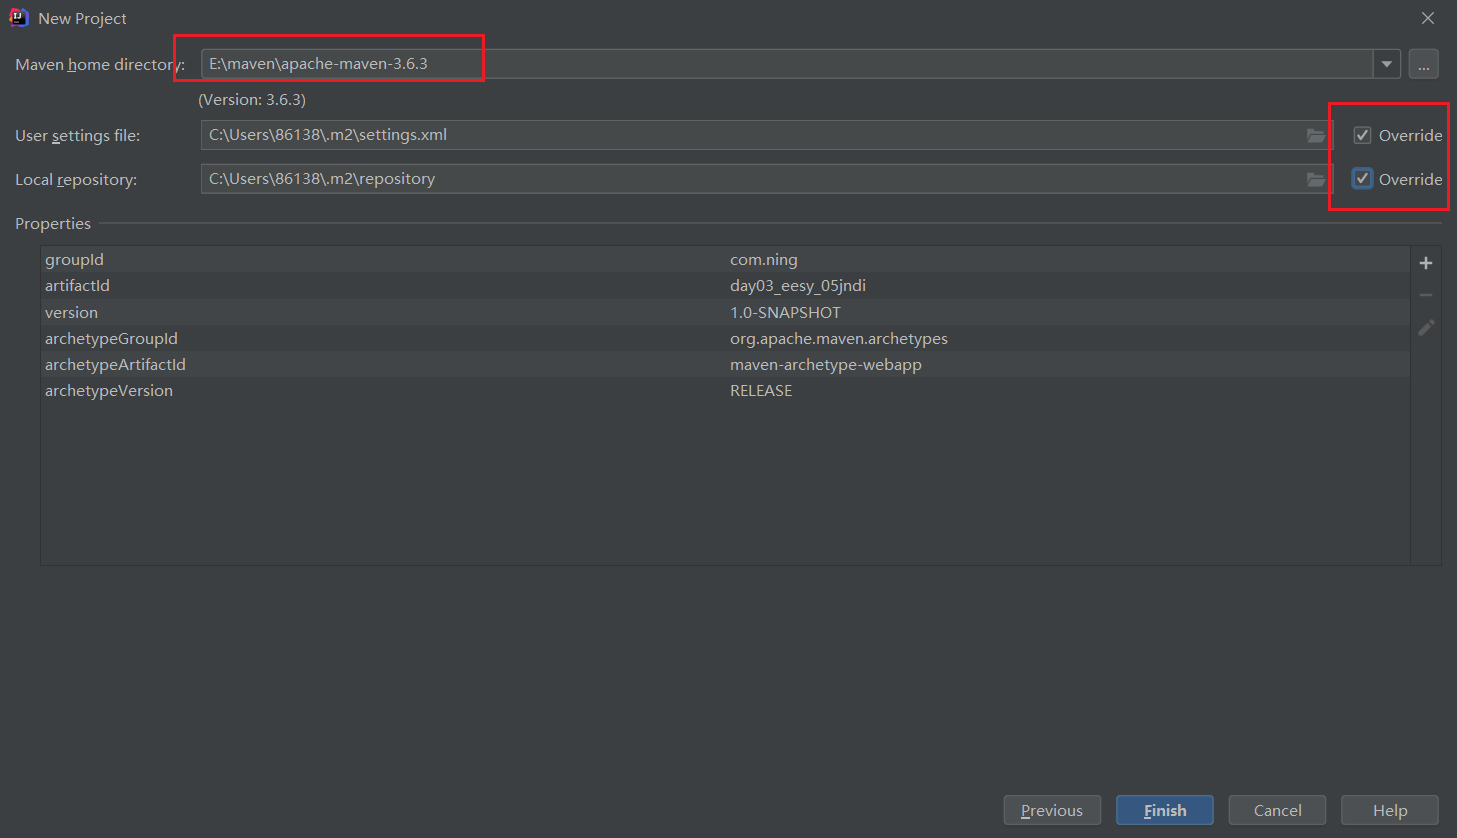 New Project
Maven home directory: E:\maven\apache-maven-3.6.3 ...
(Version: 3.6.3)
User settings file: C:\Users\86138\.m2\settings.xml Override
Local repository: C:\Users\86138\.m2\repository Override
Properties
groupId com.ning
artifactId day03_eesy_05jndi
version 1.0-SNAPSHOT
archetypeGroupId org.apache.maven.archetypes
archetypeArtifactId maven-archetype-webapp
archetypeVersion RELEASE
Previous Finish Cancel Help